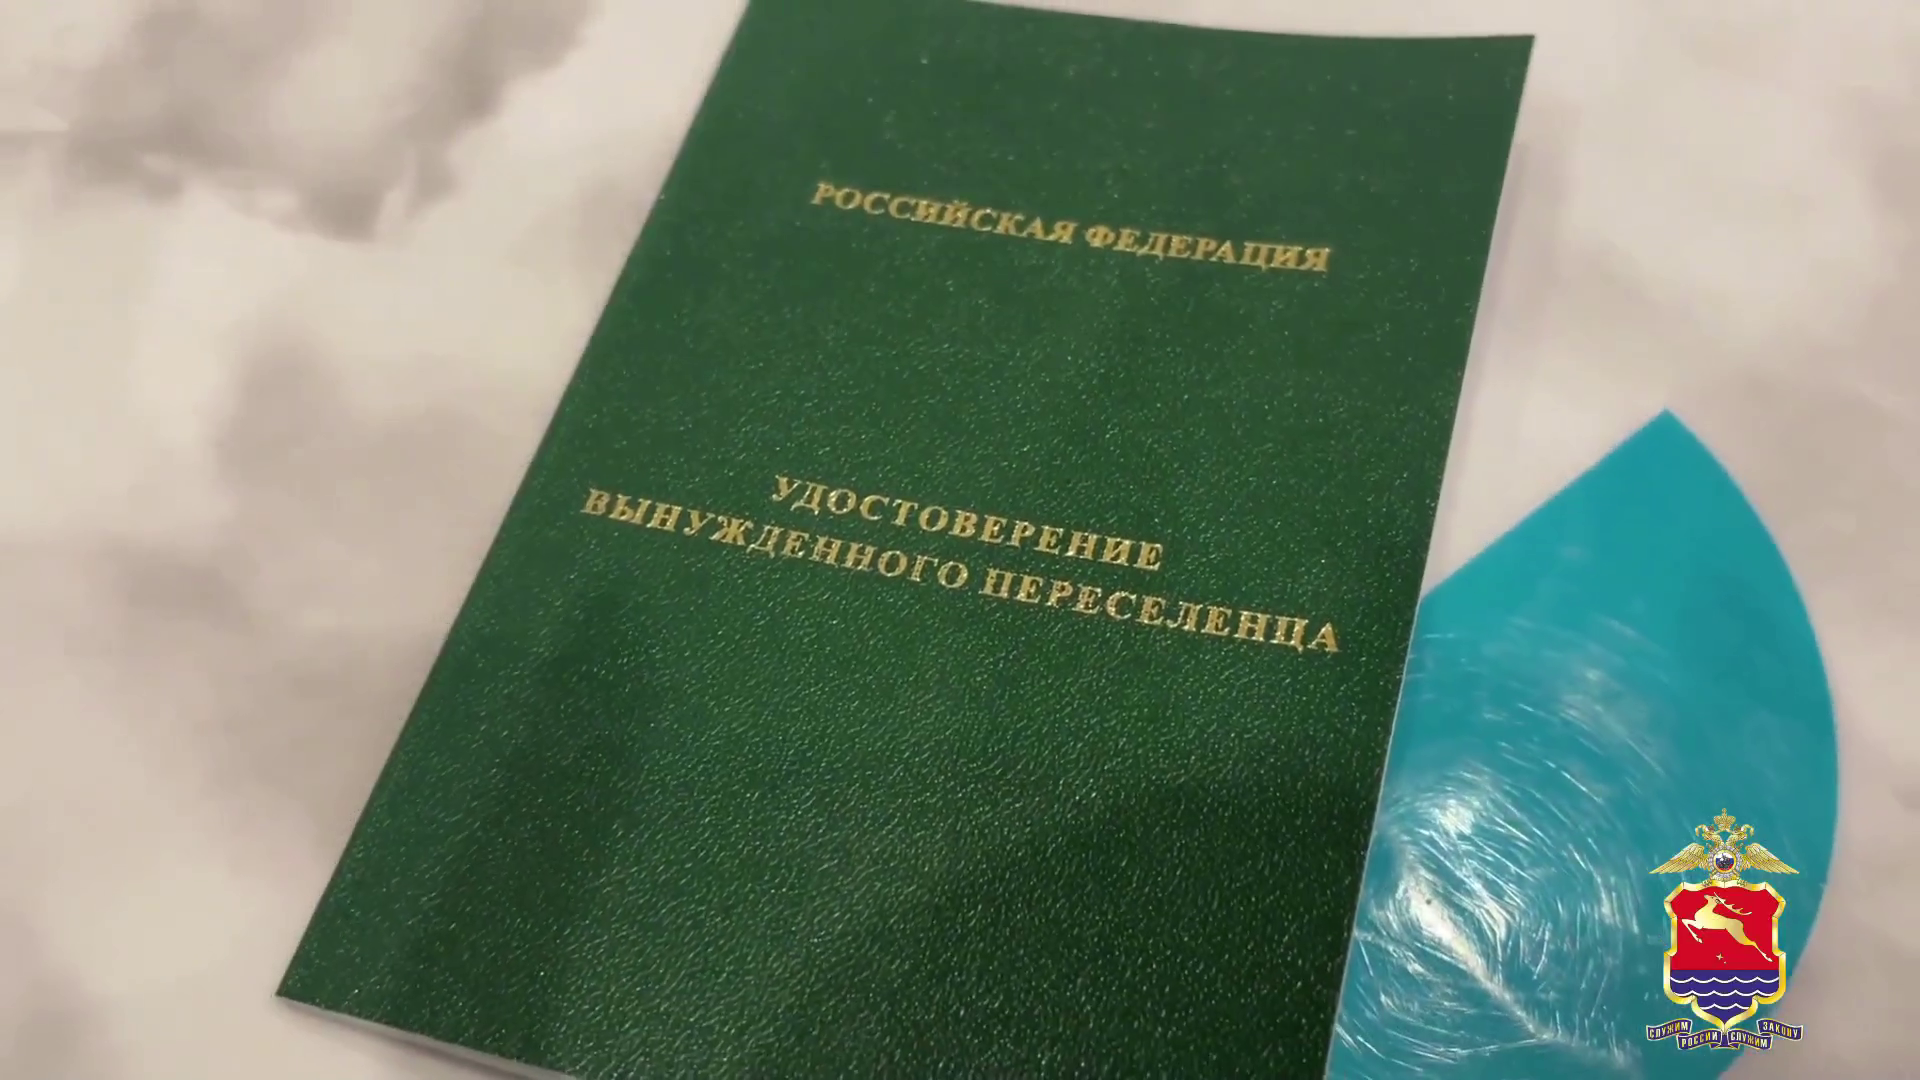 РОССИЙСКАЯ ФЕДЕРАЦИЯ
УДОСТОВЕРЕНИЕ
ВЫНУЖДЕННОГО ПЕРЕСЕЛЕНЦА
СЛУЖИМ РОССИИ СЛУЖИМ ЗАКОНУ